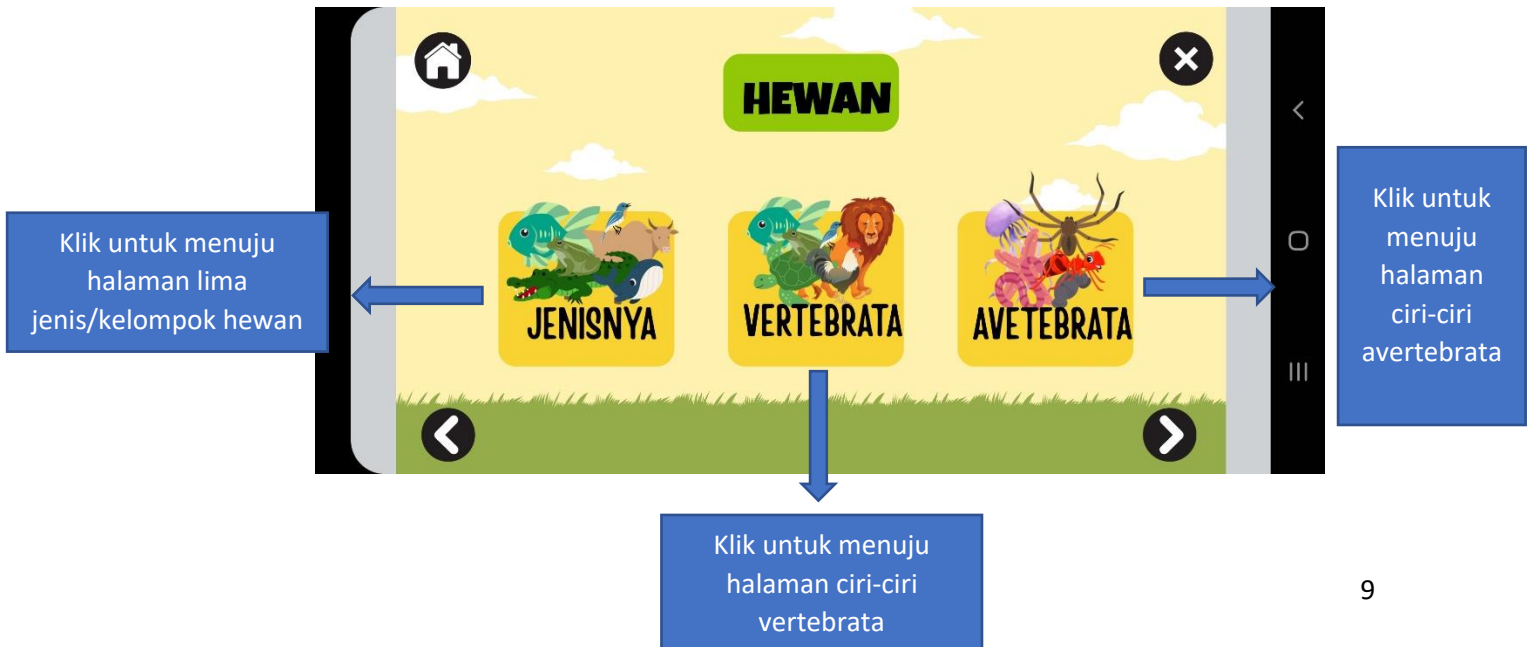 HEWAN
Klik untuk menuju
halaman lima
jenis/kelompok hewan
JENISNYA
VERTEBRATA
AVETEBRATA
Klik untuk
menuju
halaman
ciri-ciri
avertebrata
Klik untuk menuju
halaman ciri-ciri
vertebrata
9